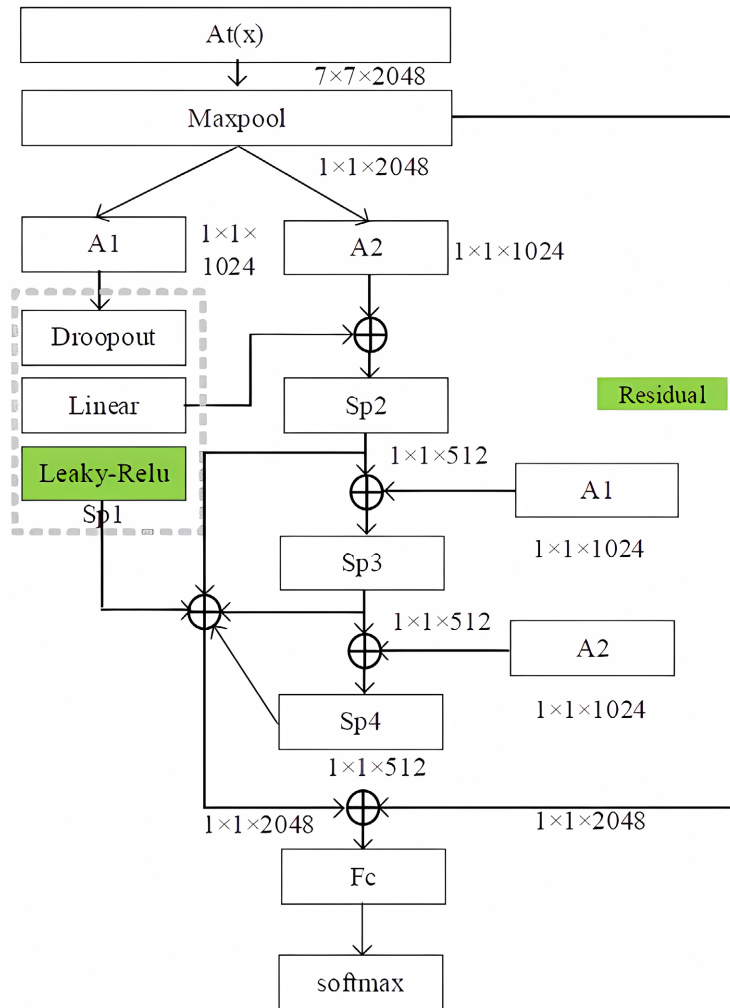 At(x)
7×7×2048
Maxpool
1×1×2048
A1
1×1×
1024
A2
1×1×1024
Droopout
Linear
Sp2
Residual
Leaky-Relu
1×1×512
Sp1
A1
1×1×1024
Sp3
1×1×512
A2
1×1×1024
Sp4
1×1×512
1×1×2048
1×1×2048
Fc
softmax